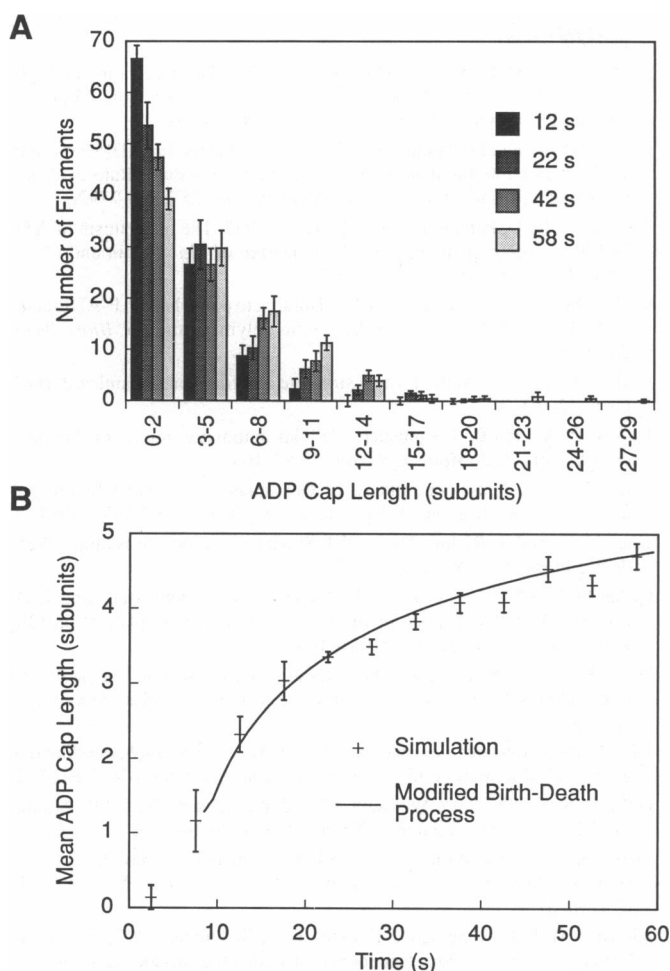 A
70
60
50
40
30
20
10
0
Number of Filaments
12 s
22 s
42 s
58 s
0-2
3-5
6-8
9-11
12-14
15-17
18-20
21-23
24-26
27-29
ADP Cap Length (subunits)
B
5
4
3
2
1
0
Mean ADP Cap Length (subunits)
Simulation
Modified Birth-Death
Process
0 10 20 30 40 50 60
Time (s)